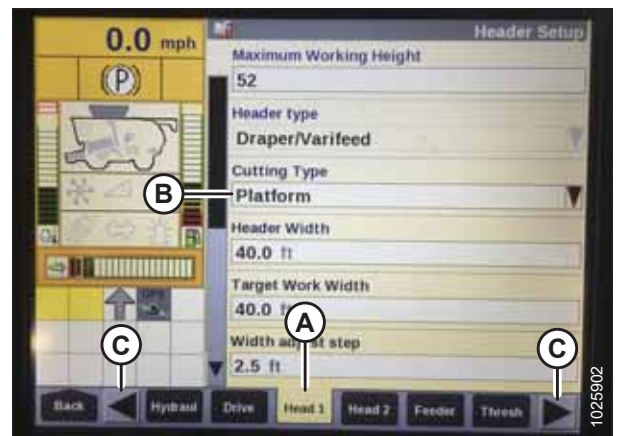 0.0 mph
Header Setup
(P)
Maximum Working Height
52
Header type
Draper/Varifeed
Cutting Type
B
Platform
Header Width
40.0 ft
Target Work Width
40.0 ft
A
Width adjust step
C
C
2.5 ft
Back
Hydraul
Drive
Head 1
Head 2
Feeder
Thresh
1025902